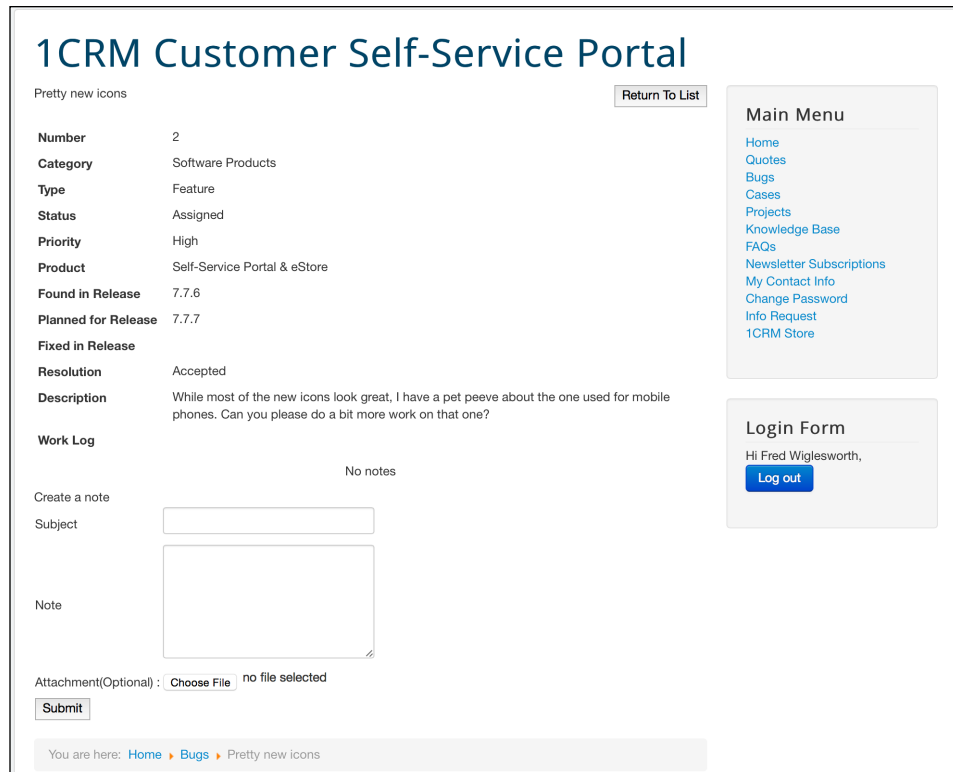 1CRM Customer Self-Service Portal
Pretty new icons
Return To List
Number 2
Category Software Products
Type Feature
Status Assigned
Priority High
Product Self-Service Portal & eStore
Found in Release 7.7.6
Planned for Release 7.7.7
Fixed in Release
Resolution Accepted
Description While most of the new icons look great, I have a pet peeve about the one used for mobile
phones. Can you please do a bit more work on that one?
Work Log
No notes
Create a note
Subject
Note
Attachment(Optional) : Choose File no file selected
Submit
You are here: Home Bugs Pretty new icons
Main Menu
Home
Quotes
Bugs
Cases
Projects
Knowledge Base
FAQs
Newsletter Subscriptions
My Contact Info
Change Password
Info Request
1CRM Store
Login Form
Hi Fred Wiglesworth,
Log out